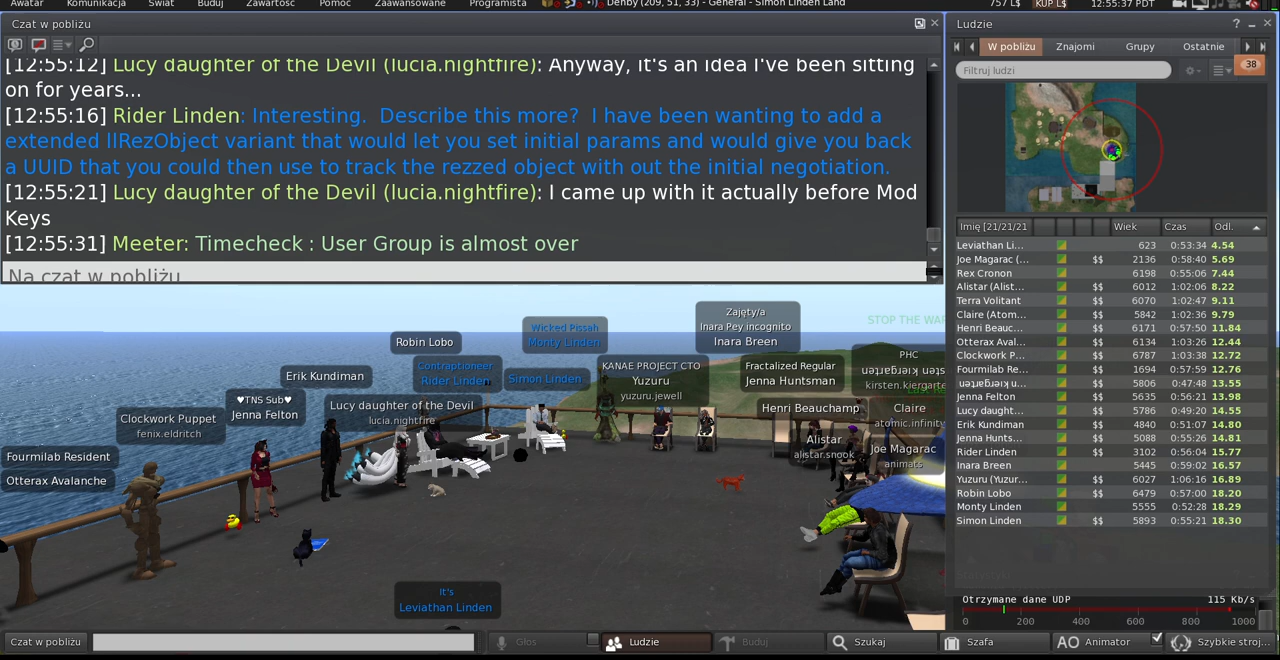 Awatar Komunikacja Świat Buduj Zawartość Pomoc Zaawansowane Programista Denby (209, 51, 33) - General - Simon Linden Land 757 L$ KUP L$ 12:55:37 PDT
Czat w pobliżu
[12:55:12] Lucy daughter of the Devil (lucia.nightfire): Anyway, it's an idea I've been sitting
on for years...
[12:55:16] Rider Linden: Interesting. Describe this more? I have been wanting to add a
extended llRezObject variant that would let you set initial params and would give you back
a UUID that you could then use to track the rezzed object with out the initial negotiation.
[12:55:21] Lucy daughter of the Devil (lucia.nightfire): I came up with it actually before Mod
Keys
[12:55:31] Meeter: Timecheck : User Group is almost over
Na czat w pobliżu
STOP THE WAR
Zajęty/a
Inara Pey incognito
Inara Breen
Wicked Pissah
Monty Linden
Robin Lobo
Contraptioneer
Rider Linden
Simon Linden
KANAE PROJECT CTO
Yuzuru
yuzuru.jewell
Fractalized Regular
Jenna Huntsman
PHC
kirsten.kiergarte
Erik Kundiman
♥TNS Sub♥
Jenna Felton
Lucy daughter of the Devil
lucia.nightfire
Clockwork Puppet
fenix.eldritch
Henri Beauchamp
Claire
atomic.infinity
Alistar
alistar.snook
Joe Magarac
animats
Fourmilab Resident
Otterax Avalanche
It's
Leviathan Linden
Ludzie
W pobliżu Znajomi Grupy Ostatnie
38
Filtruj ludzi
Imię [21/21/21 Wiek Czas Odl.
Leviathan Li... 623 0:53:34 4.54
Joe Magarac (... $$ 2136 0:58:40 5.69
Rex Cronon 6198 0:55:06 7.44
Alistar (Alist... $$ 6012 1:02:06 8.22
Terra Volitant $$ 6070 1:02:47 9.11
Claire (Atom... $$ 5842 1:02:36 9.79
Henri Beauc... $$ 6171 0:57:50 11.84
Otterax Aval... $$ 6134 1:03:26 12.44
Clockwork P... $$ 6787 1:03:38 12.72
Fourmilab Re... $$ 1694 0:57:59 12.76
$$ 5806 0:47:48 13.55
Jenna Felton $$ 5635 0:56:21 13.98
Lucy daught... $$ 5786 0:49:20 14.55
Erik Kundiman $$ 4840 0:51:07 14.80
Jenna Hunts... $$ 5088 0:55:26 14.81
Rider Linden $$ 3102 0:56:04 15.77
Inara Breen 5445 0:59:02 16.57
Yuzuru (Yuzur... $$ 6027 1:06:16 16.89
Robin Lobo $$ 6479 0:57:00 18.20
Monty Linden 5555 0:52:28 18.29
Simon Linden $$ 5893 0:55:21 18.30
Otrzymane dane UDP 115 Kb/s
0 200 400 600 800 1000
Czat w pobliżu Głos Ludzie Buduj Szukaj Szafa AO Animator Szybkie stroj...